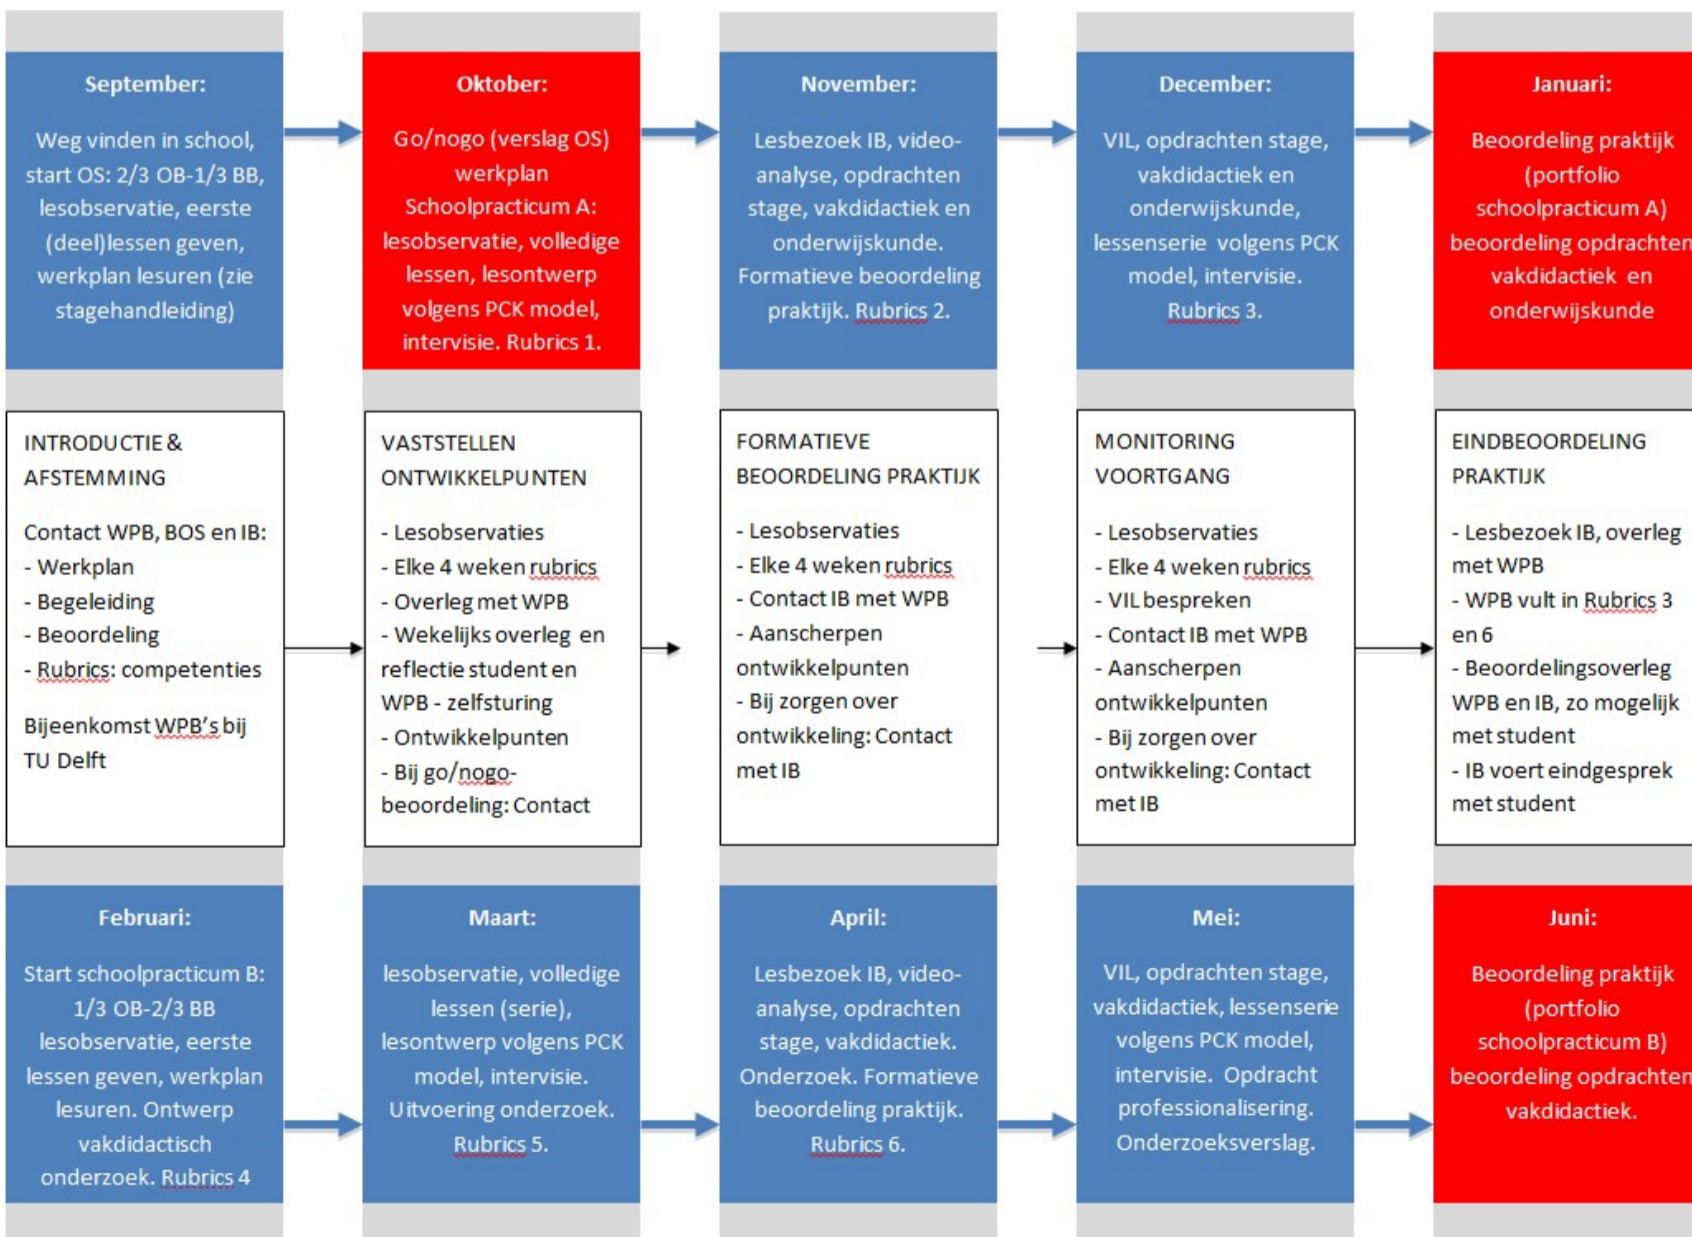 September:
Weg vinden in school,
start OS: 2/3 OB-1/3 BB,
lesobservatie, eerste
(deel)lessen geven,
werkplan lesuren (zie
stagehandleiding)
Oktober:
Go/nogo (verslag OS)
werkplan
Schoolpracticum A:
lesobservatie, volledige
lessen, lesontwerp
volgens PCK model,
intervisie. Rubrics 1.
November:
Lesbezoek IB, video-
analyse, opdrachten
stage, vakdidactiek en
onderwijskunde.
Formatieve beoordeling
praktijk. Rubrics 2.
December:
VIL, opdrachten stage,
vakdidactiek en
onderwijskunde,
lessenserie volgens PCK
model, intervisie.
Rubrics 3.
Januari:
Beoordeling praktijk
(portfolio
schoolpracticum A)
beoordeling opdrachten
vakdidactiek en
onderwijskunde
INTRODUCTIE &
AFSTEMMING
Contact WPB, BOS en IB:
- Werkplan
- Begeleiding
- Beoordeling
- Rubrics: competenties
Bijeenkomst WPB's bij
TU Delft
VASTSTELLEN
ONTWIKKELPUNTEN
- Lesobservaties
- Elke 4 weken rubrics
- Overleg met WPB
- Wekelijks overleg en
reflectie student en
WPB - zelfsturing
- Ontwikkelpunten
- Bij go/nogo-
beoordeling: Contact
FORMATIEVE
BEOORDELING PRAKTIJK
- Lesobservaties
- Elke 4 weken rubrics
- Contact IB met WPB
- Aanscherpen
ontwikkelpunten
- Bij zorgen over
ontwikkeling: Contact
met IB
MONITORING
VOORTGANG
- Lesobservaties
- Elke 4 weken rubrics
- VIL bespreken
- Contact IB met WPB
- Aanscherpen
ontwikkelpunten
- Bij zorgen over
ontwikkeling: Contact
met IB
EINDBEOORDELING
PRAKTIJK
- Lesbezoek IB, overleg
met WPB
- WPB vult in Rubrics 3
en 6
- Beoordelingsoverleg
WPB en IB, zo mogelijk
met student
- IB voert eindgesprek
met student
Februari:
Start schoolpracticum B:
1/3 OB-2/3 BB
lesobservatie, eerste
lessen geven, werkplan
lesuren. Ontwerp
vakdidactisch
onderzoek. Rubrics 4
Maart:
lesobservatie, volledige
lessen (serie),
lesontwerp volgens PCK
model, intervisie.
Uitvoering onderzoek.
Rubrics 5.
April:
Lesbezoek IB, video-
analyse, opdrachten
stage, vakdidactiek.
Onderzoek. Formatieve
beoordeling praktijk.
Rubrics 6.
Mei:
VIL, opdrachten stage,
vakdidactiek, lessenserie
volgens PCK model,
intervisie. Opdracht
professionalisering.
Onderzoeksverslag.
Juni:
Beoordeling praktijk
(portfolio
schoolpracticum B)
beoordeling opdrachten
vakdidactiek.